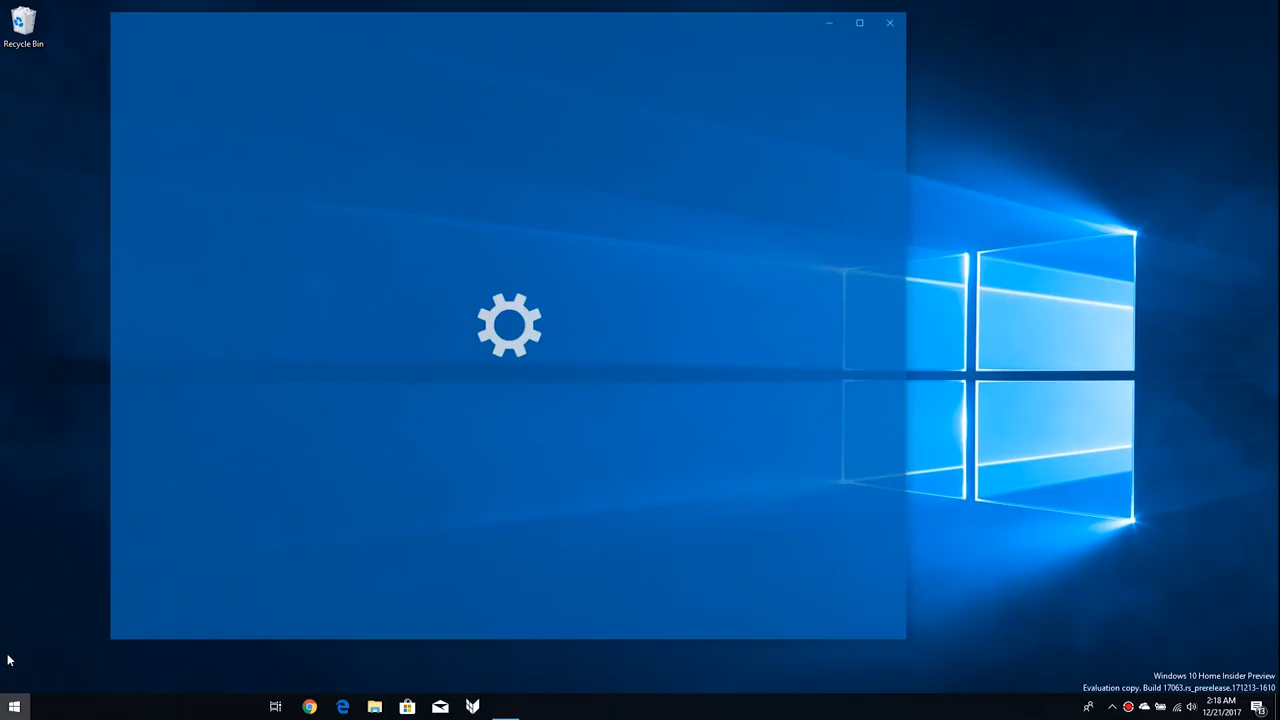 Recycle Bin
Windows 10 Home Insider Preview
Evaluation copy. Build 17063.rs_prerelease.171213-1610
2:18 AM
12/21/2017
13